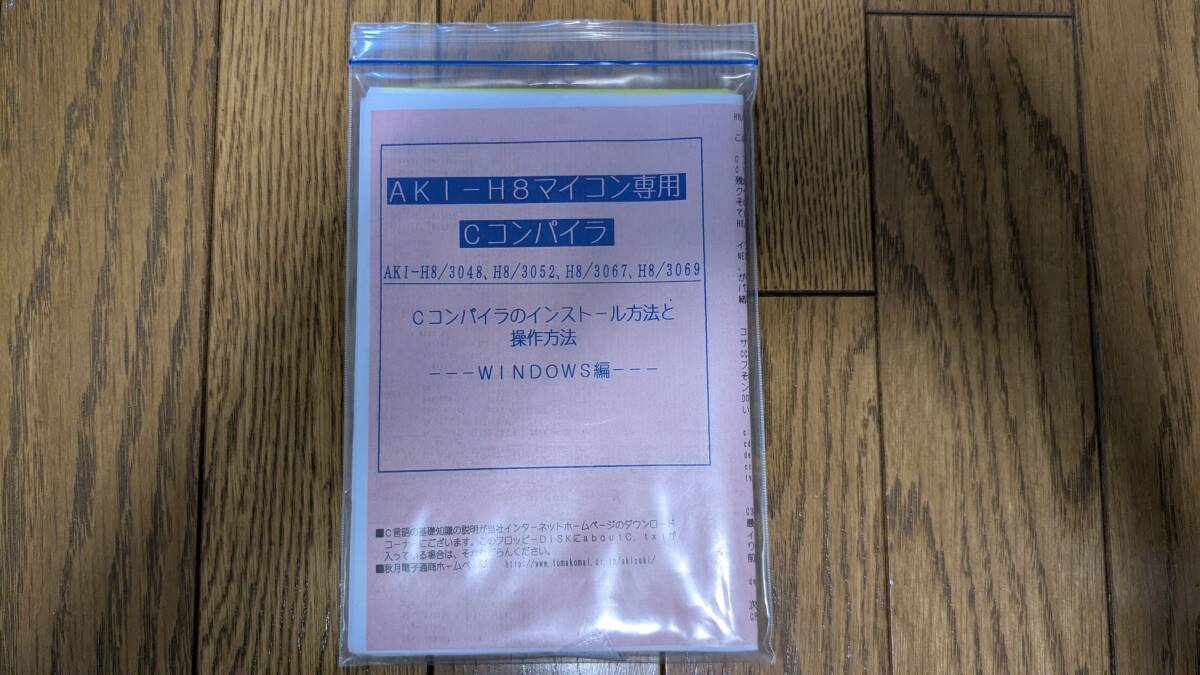 AKI-H8マイコン専用
Cコンパイラ
AKI-H8/3048、H8/3052、H8/3067、H8/3069
Cコンパイラのインストール方法と
操作方法
---WINDOWS編---
■C言語の基礎知識の説明が当社インターネットホームページのダウンロード
コーナーにございます。このフロッピーDISKにaboutC.txtが
入っている場合は、それをごらんください。
■秋月電子通商ホームページ http://www.tomakomai.or.jp/akizuki/